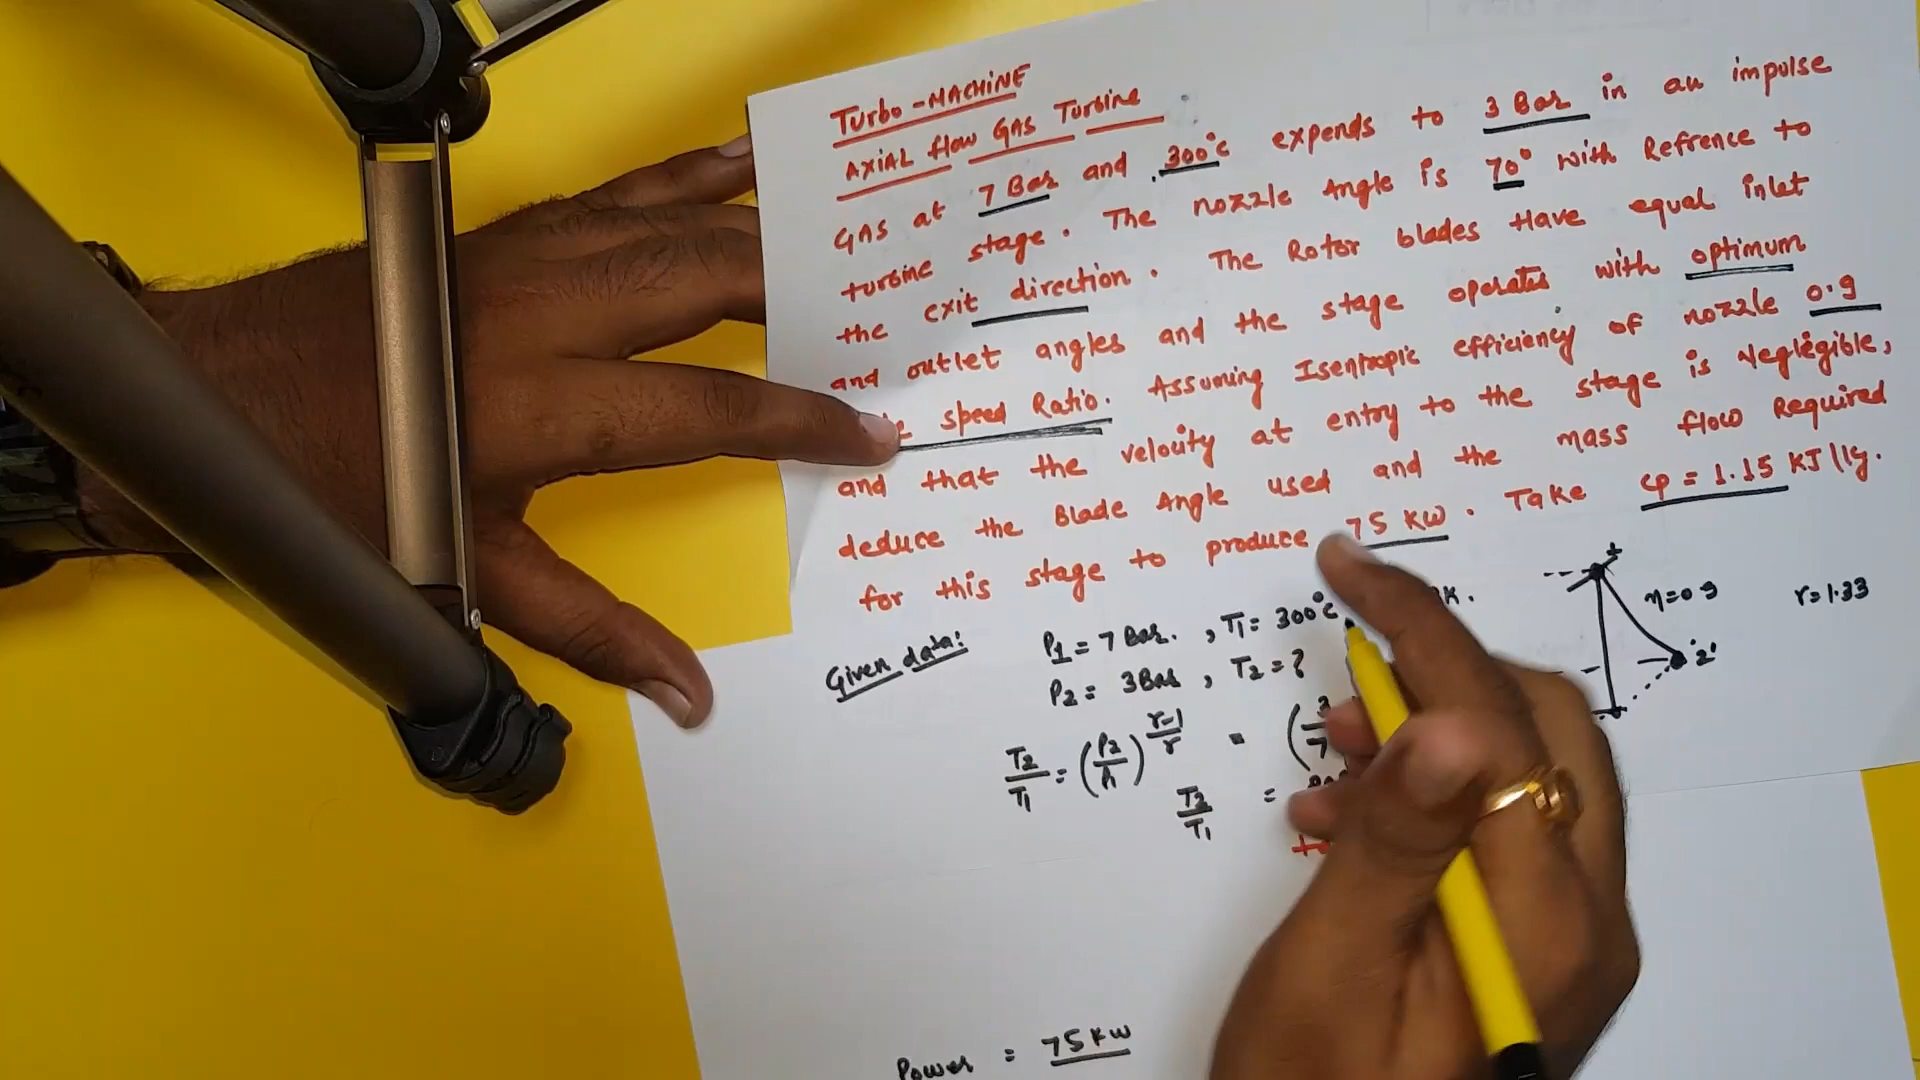 Turbo-MACHINE
AXIAL flow GAS Turbine
GAS at 7 Bar and 300°c expends to 3 Bar in an impulse
turbine stage. The nozzle Angle is 70° with Refrence to
the exit direction. The Rotor blades Have equal inlet
and outlet angles and the stage operates with optimum
speed Ratio. Assuming Isentropic efficiency of nozzle 0.9
and that the velocity at entry to the stage is Neglegible,
deduce the Blade Angle used and the mass flow Required
for this stage to produce 75 KW. Take cp = 1.15 KJ/kg.
Given data: P1 = 7 Bar. , T1 = 300°c K.
P2 = 3Bar , T2 = ?
T2/T1 = (P2/P1)^r-1/r = (3/7
T2/T1 =
η=0.9
r=1.33
2'
Power = 75 KW